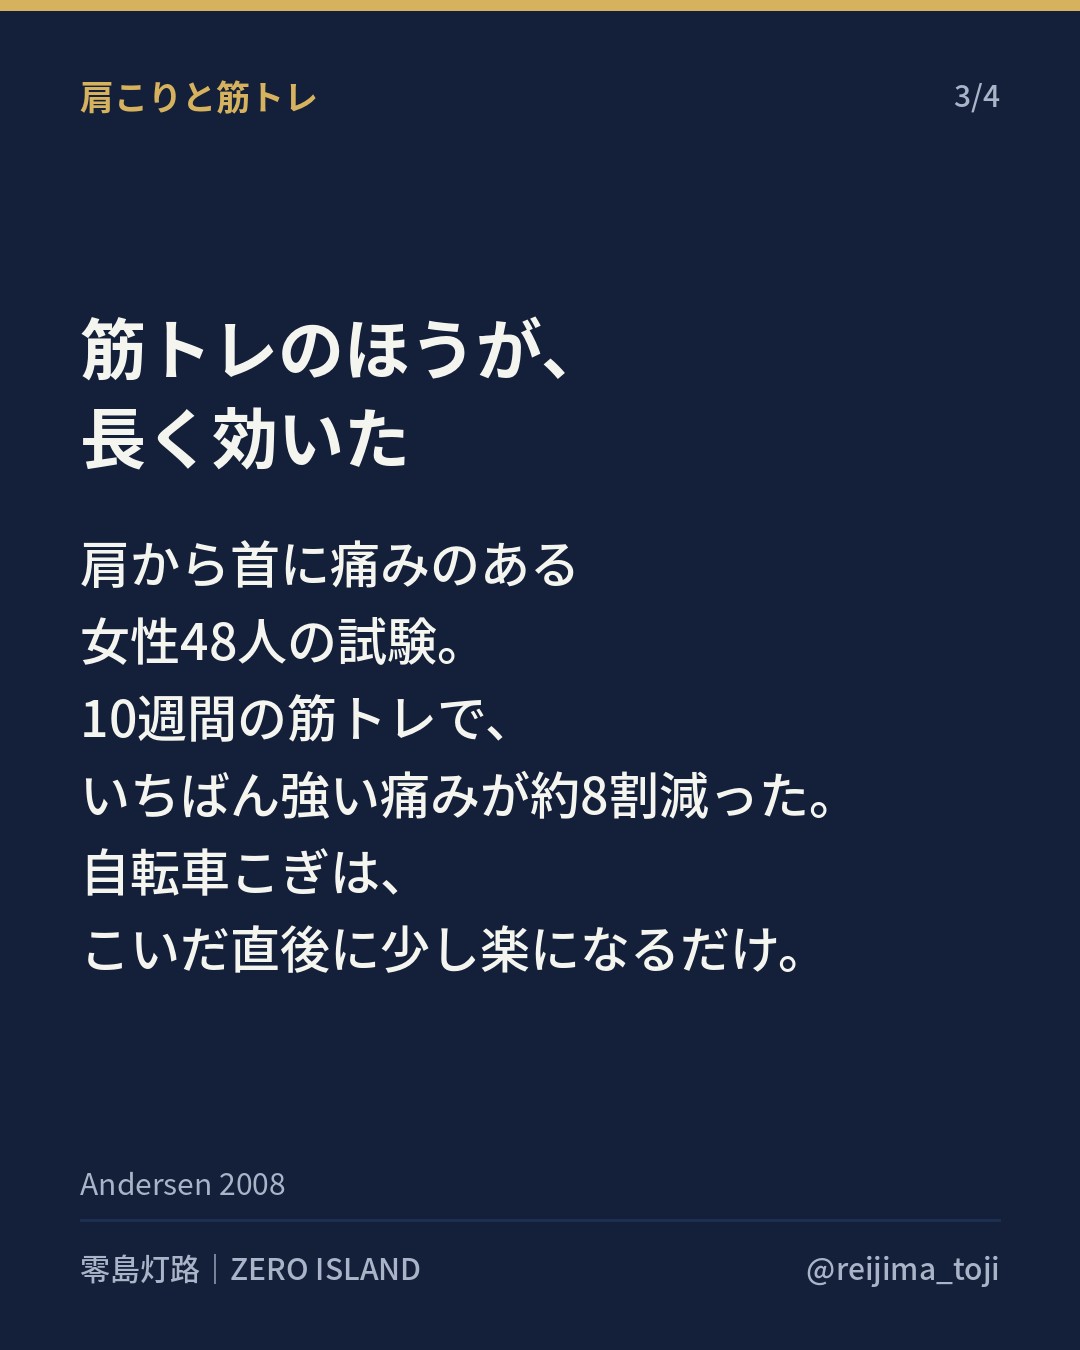 肩こりと筋トレ
3/4
筋トレのほうが、
長く効いた
肩から首に痛みのある
女性48人の試験。
10週間の筋トレで、
いちばん強い痛みが約8割減った。
自転車こぎは、
こいだ直後に少し楽になるだけ。
Andersen 2008
零島灯路｜ZERO ISLAND
@reijima_toji